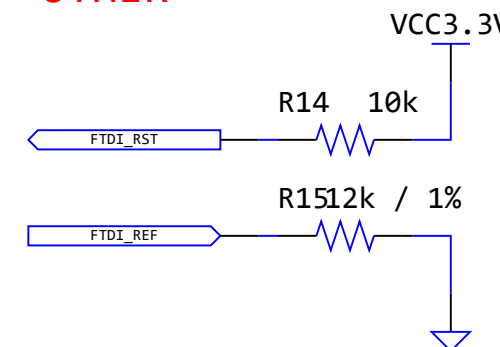 VCC3.3V
R14 10k
FTDI_RST
R15 12k / 1%
FTDI_REF